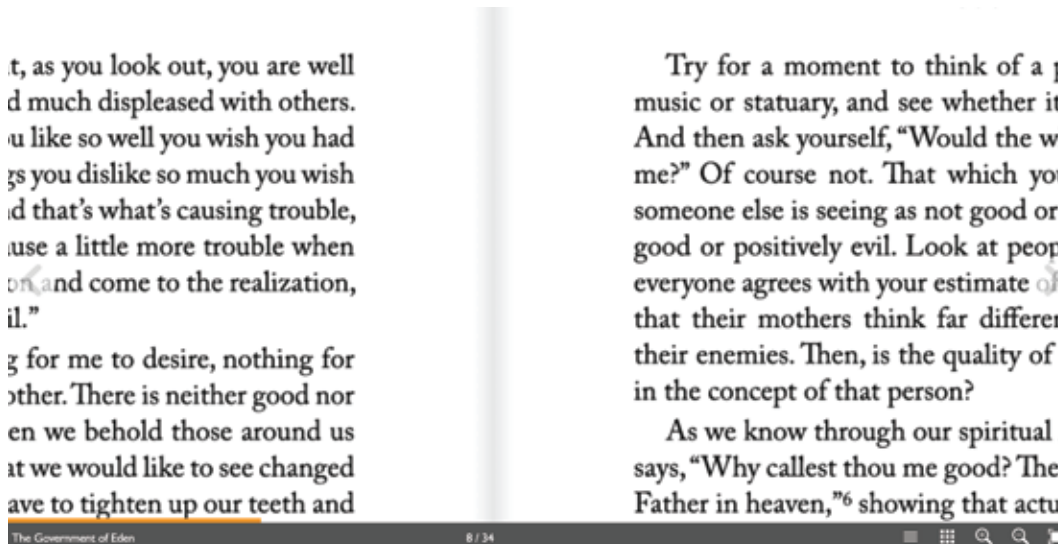 t, as you look out, you are well
d much displeased with others.
u like so well you wish you had
gs you dislike so much you wish
d that's what's causing trouble,
use a little more trouble when
on and come to the realization,
il.”
g for me to desire, nothing for
other. There is neither good nor
en we behold those around us
at we would like to see changed
ave to tighten up our teeth and
Try for a moment to think of a
music or statuary, and see whether it
And then ask yourself, “Would the w
me?” Of course not. That which you
someone else is seeing as not good or
good or positively evil. Look at peop
everyone agrees with your estimate of
that their mothers think far differen
their enemies. Then, is the quality of
in the concept of that person?
As we know through our spiritual
says, “Why callest thou me good? The
Father in heaven,”6 showing that actu
The Government of Eden
8 / 34